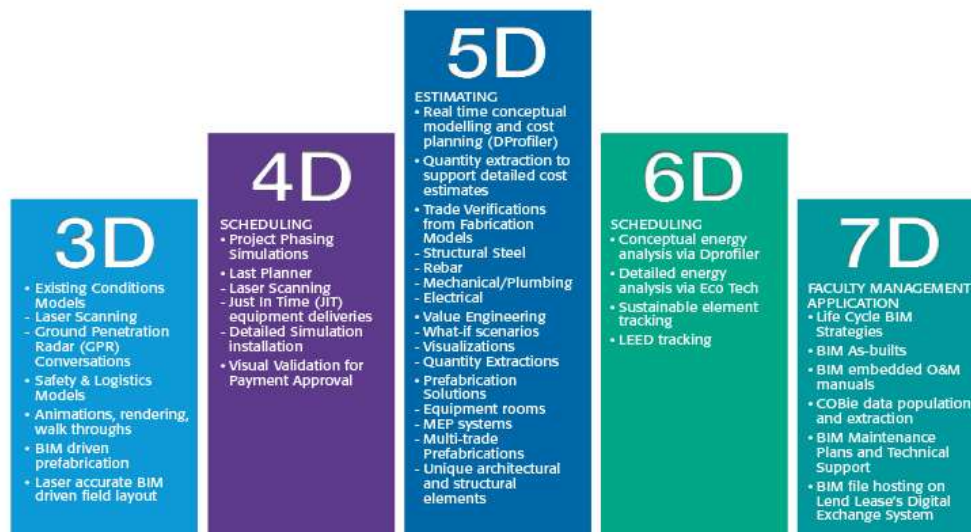 3D
• Existing Conditions
Models
- Laser Scanning
- Ground Penetration
Radar (GPR)
Conversations
• Safety & Logistics
Models
• Animations, rendering,
walk throughs
• BIM driven
prefabrication
• Laser accurate BIM
driven field layout
4D
SCHEDULING
• Project Phasing
Simulations
• Last Planner
- Laser Scanning
- Just In Time (JIT)
equipment deliveries
- Detailed Simulation
installation
• Visual Validation for
Payment Approval
5D
ESTIMATING
• Real time conceptual
modelling and cost
planning (DProfiler)
• Quantity extraction to
support detailed cost
estimates
• Trade Verifications
from Fabrication
Models
- Structural Steel
- Rebar
- Mechanical/Plumbing
- Electrical
• Value Engineering
- What-if scenarios
- Visualizations
- Quantity Extractions
• Prefabrication
Solutions
- Equipment rooms
- MEP systems
- Multi-trade
Prefabrications
- Unique architectural
and structural
elements
6D
SCHEDULING
• Conceptual energy
analysis via Dprofiler
• Detailed energy
analysis via Eco Tech
• Sustainable element
tracking
• LEED tracking
7D
FACULTY MANAGEMENT
APPLICATION
• Life Cycle BIM
Strategies
• BIM As-builts
• BIM embedded O&M
manuals
• COBie data population
and extraction
• BIM Maintenance
Plans and Technical
Support
• BIM file hosting on
Lend Lease's Digital
Exchange System